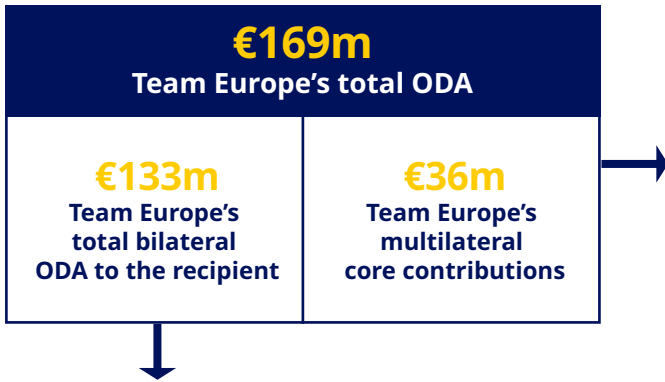 €169m
Team Europe’s total ODA
€133m
Team Europe’s
total bilateral
ODA to the recipient
€36m
Team Europe’s
multilateral
core contributions